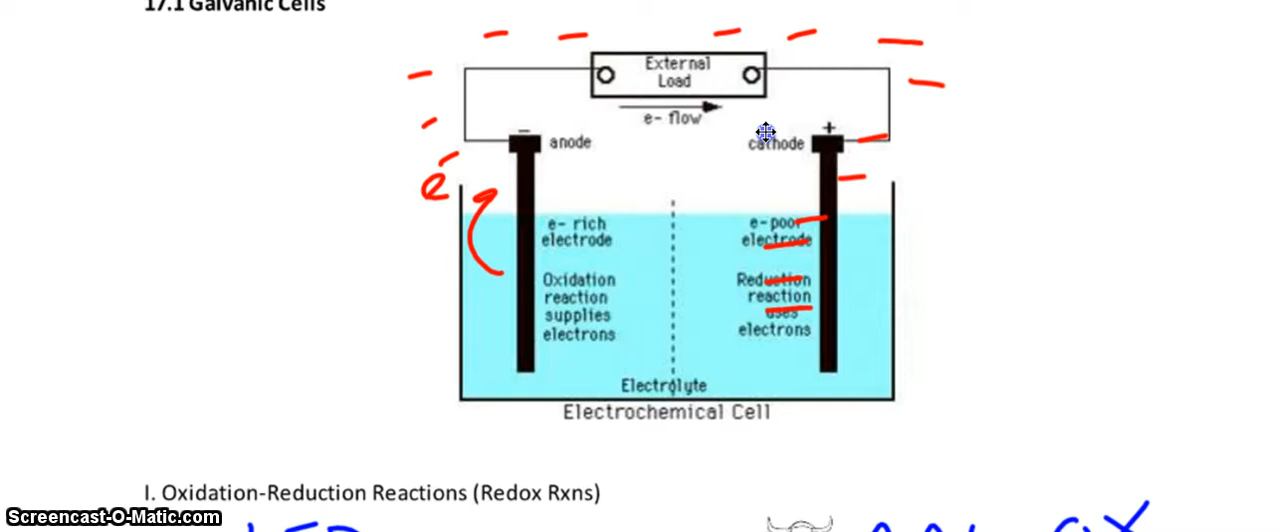 17.1 Galvanic Cells
External
Load
e- flow
−
anode
cathode
+
e-
e- rich
electrode
e-poor
electrode
Oxidation
reaction
supplies
electrons
Reduction
reaction
uses
electrons
Electrolyte
Electrochemical Cell
I. Oxidation-Reduction Reactions (Redox Rxns)
Screencast-O-Matic.com